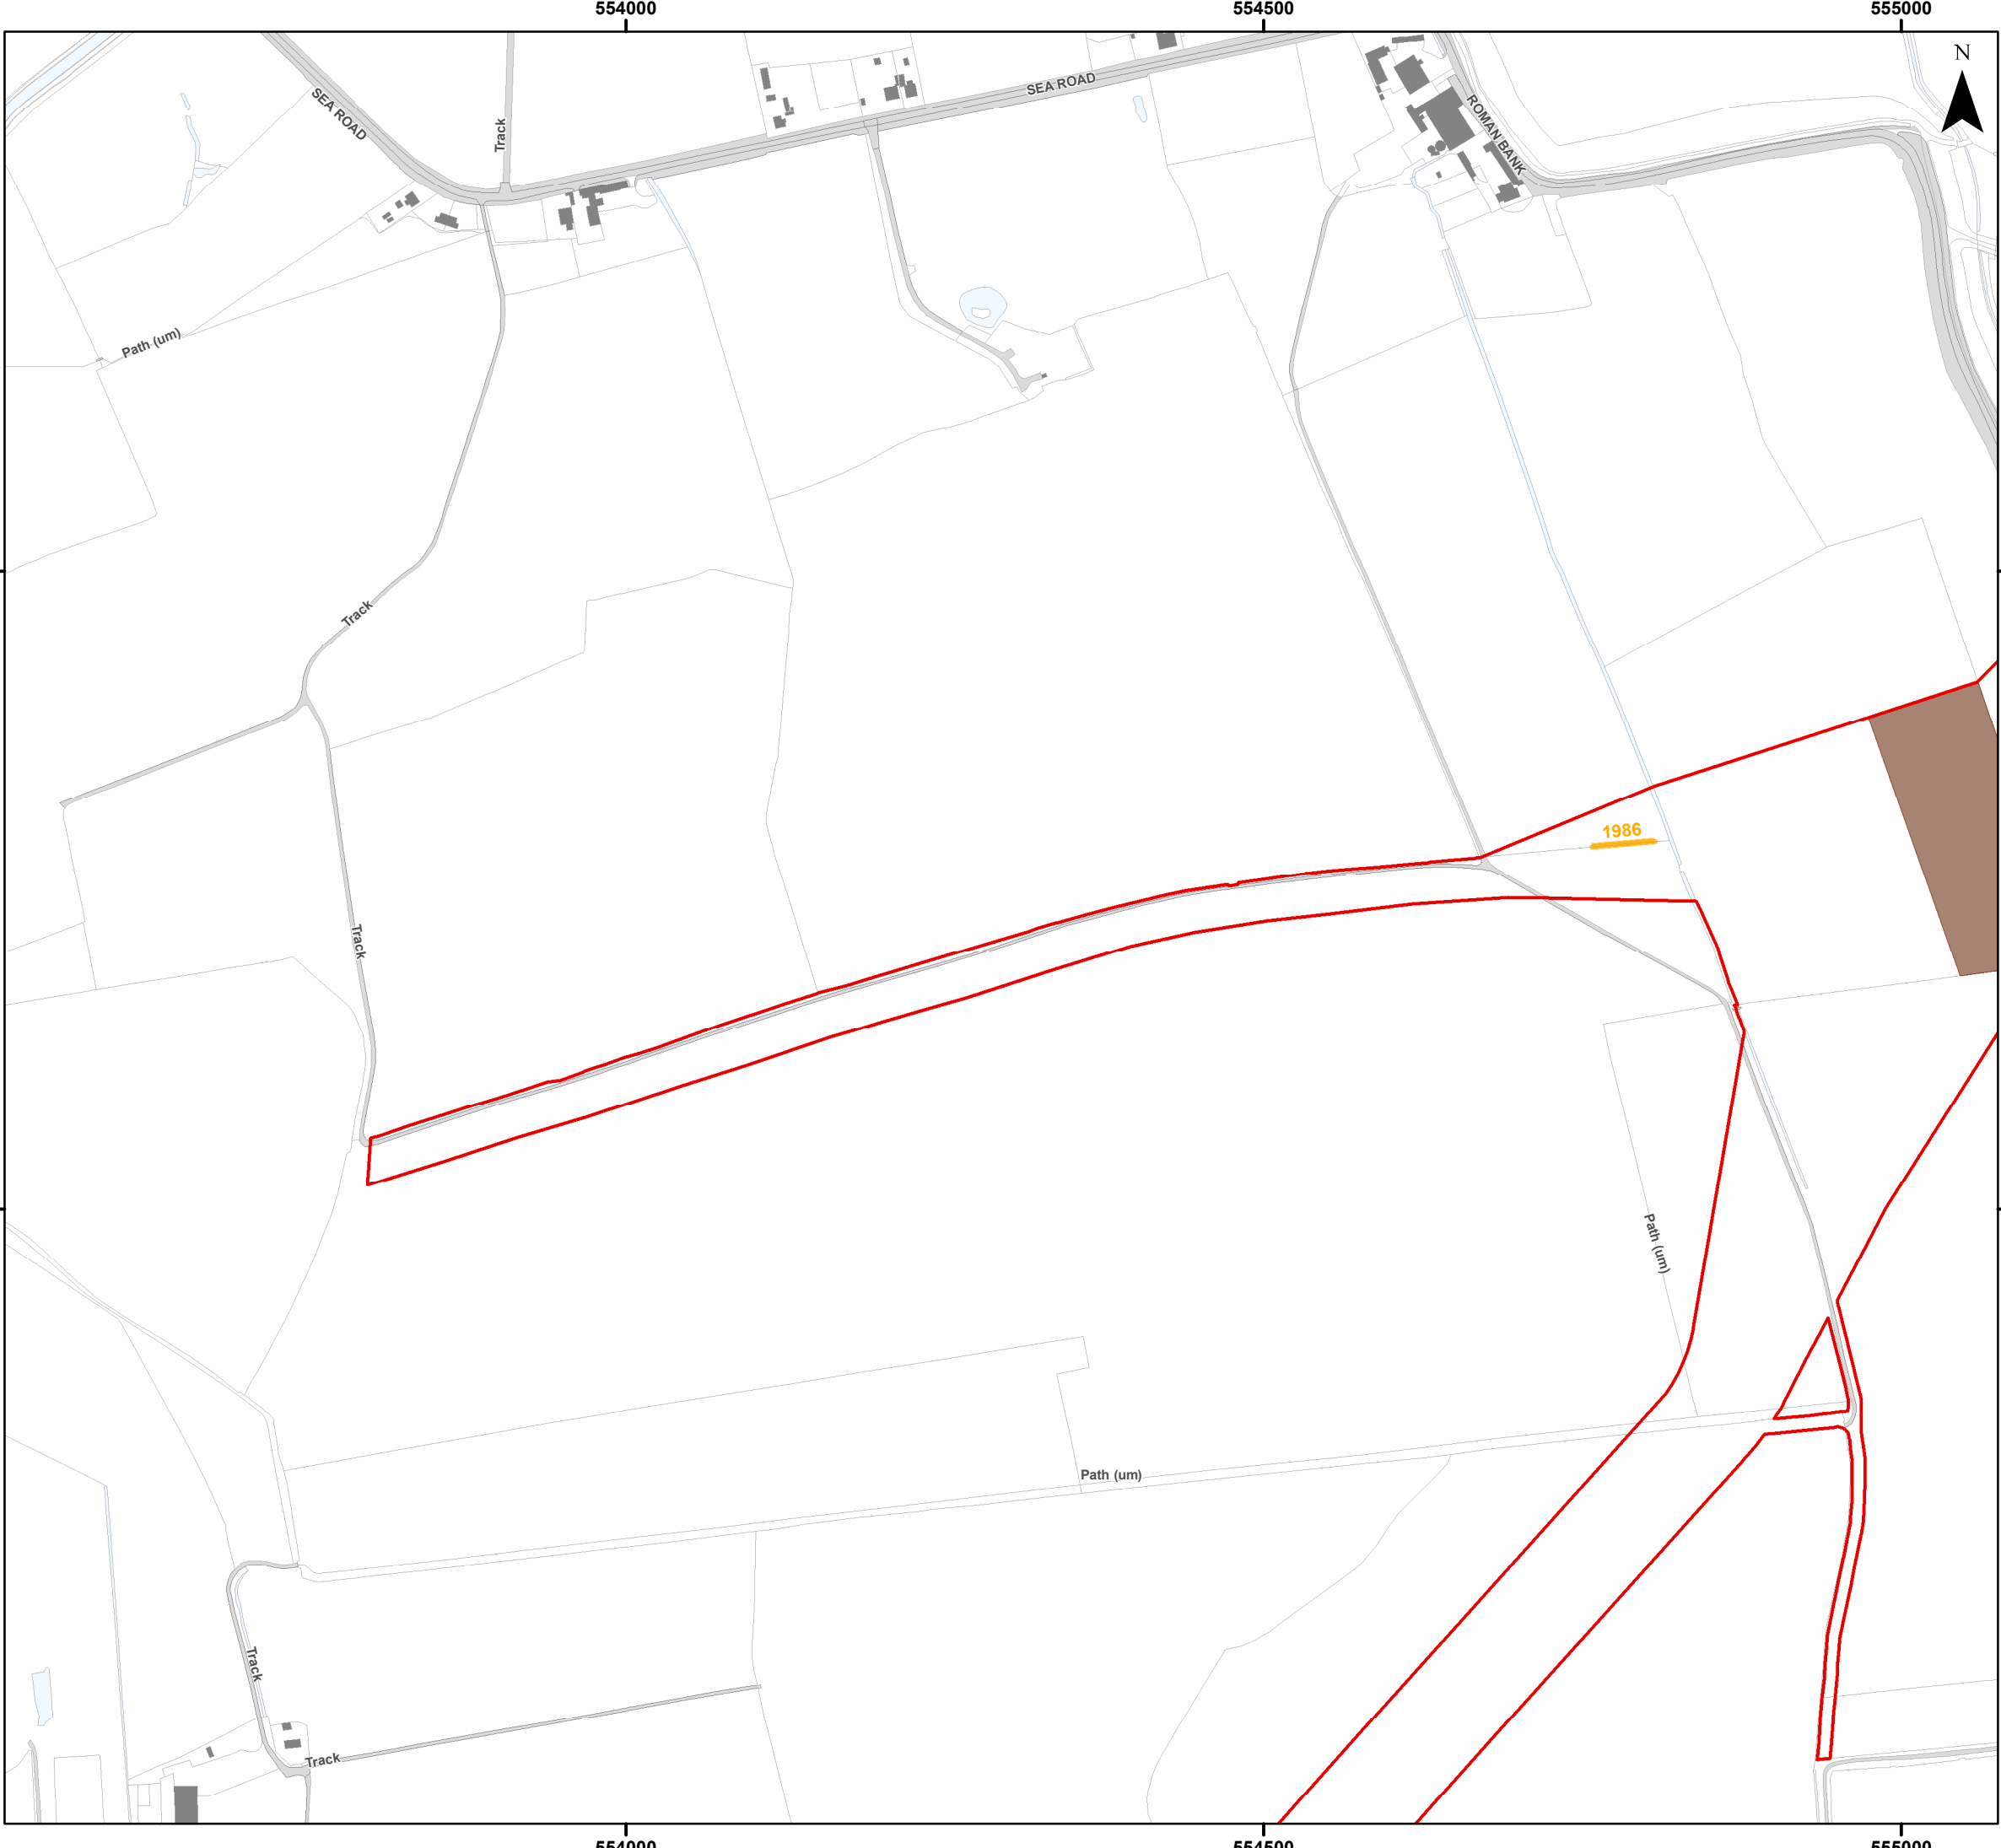 554000
554500
555000
N
SEA ROAD
Track
SEA ROAD
ROMAN BANK
Path (um)
Track
1986
Track
Path (um)
Path (um)
Track
Track
554000
554500
555000